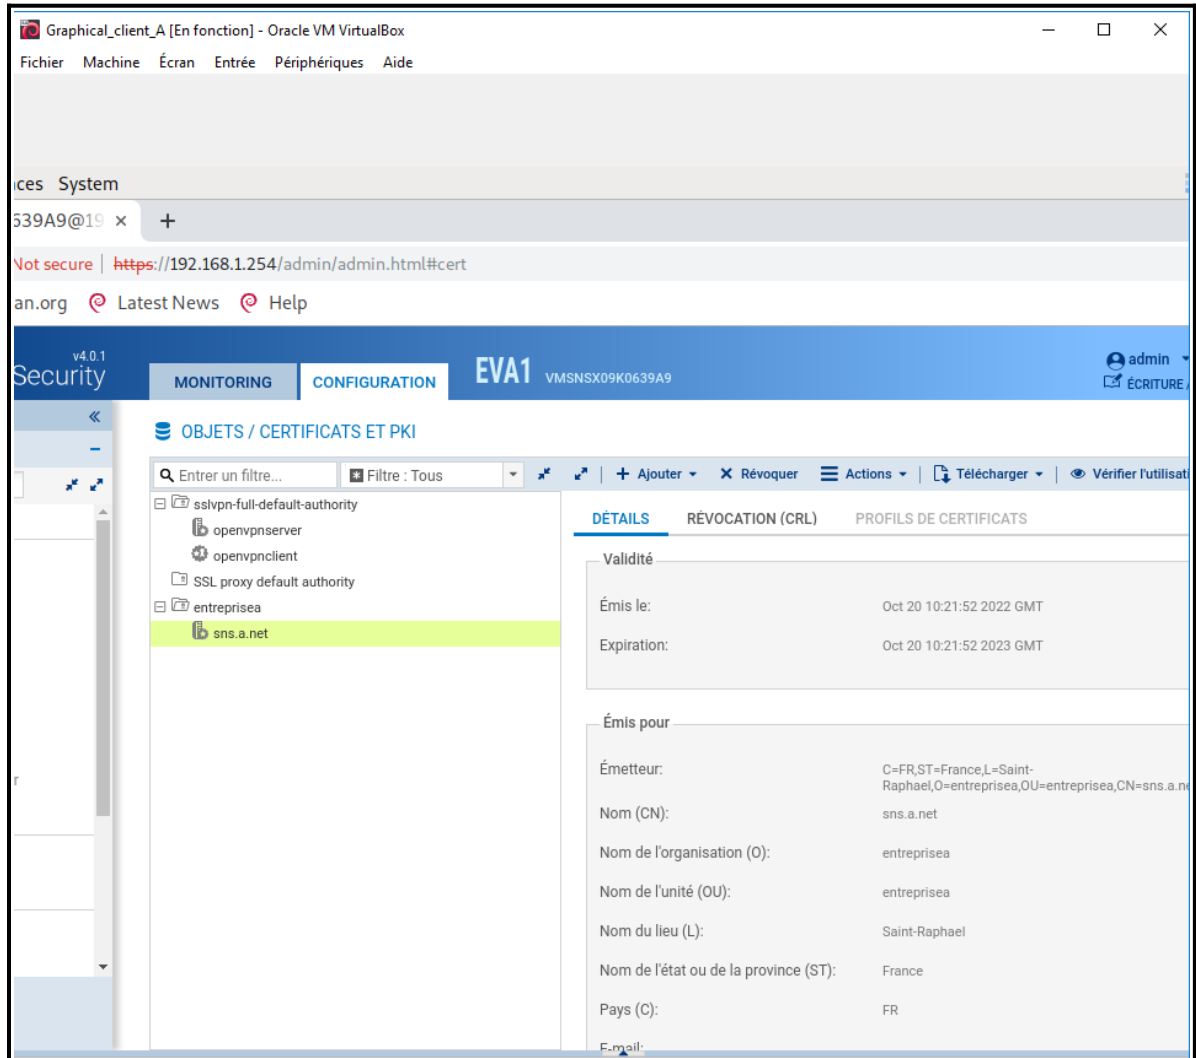 Graphical_client_A [En fonction] - Oracle VM VirtualBox
Fichier Machine Écran Entrée Périphériques Aide
ces System
639A9@19
Not secure https://192.168.1.254/admin/admin.html#cert
an.org Latest News Help
v4.0.1
Security MONITORING CONFIGURATION EVA1 VMSNSX09K0639A9
admin
ÉCRITURE /
OBJETS / CERTIFICATS ET PKI
Entrer un filtre... Filtre : Tous + Ajouter Révoquer Actions Télécharger Vérifier l'utilisati
sslvpn-full-default-authority
openvpnserver
openvpnclient
SSL proxy default authority
entreprisea
sns.a.net
DÉTAILS RÉVOCATION (CRL) PROFILS DE CERTIFICATS
Validité
Émis le: Oct 20 10:21:52 2022 GMT
Expiration: Oct 20 10:21:52 2023 GMT
Émis pour
Émetteur: C=FR,ST=France,L=Saint-
Raphael,O=entreprisea,OU=entreprisea,CN=sns.a.ne
Nom (CN): sns.a.net
Nom de l'organisation (O): entreprisea
Nom de l'unité (OU): entreprisea
Nom du lieu (L): Saint-Raphael
Nom de l'état ou de la province (ST): France
r
Pays (C): FR
E-mail: